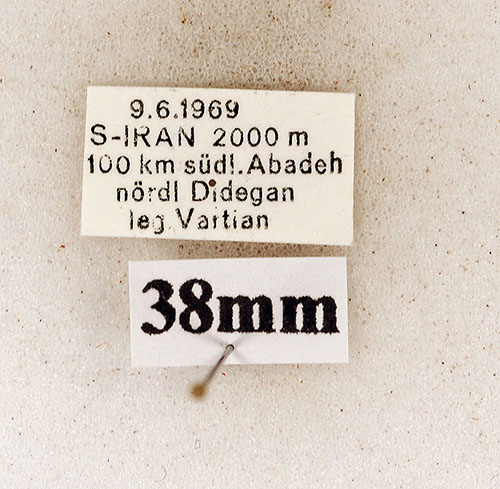 9.6.1969
S-IRAN 2000 m
100 km südl. Abadeh
nördl Didegan
leg. Vartian
38mm